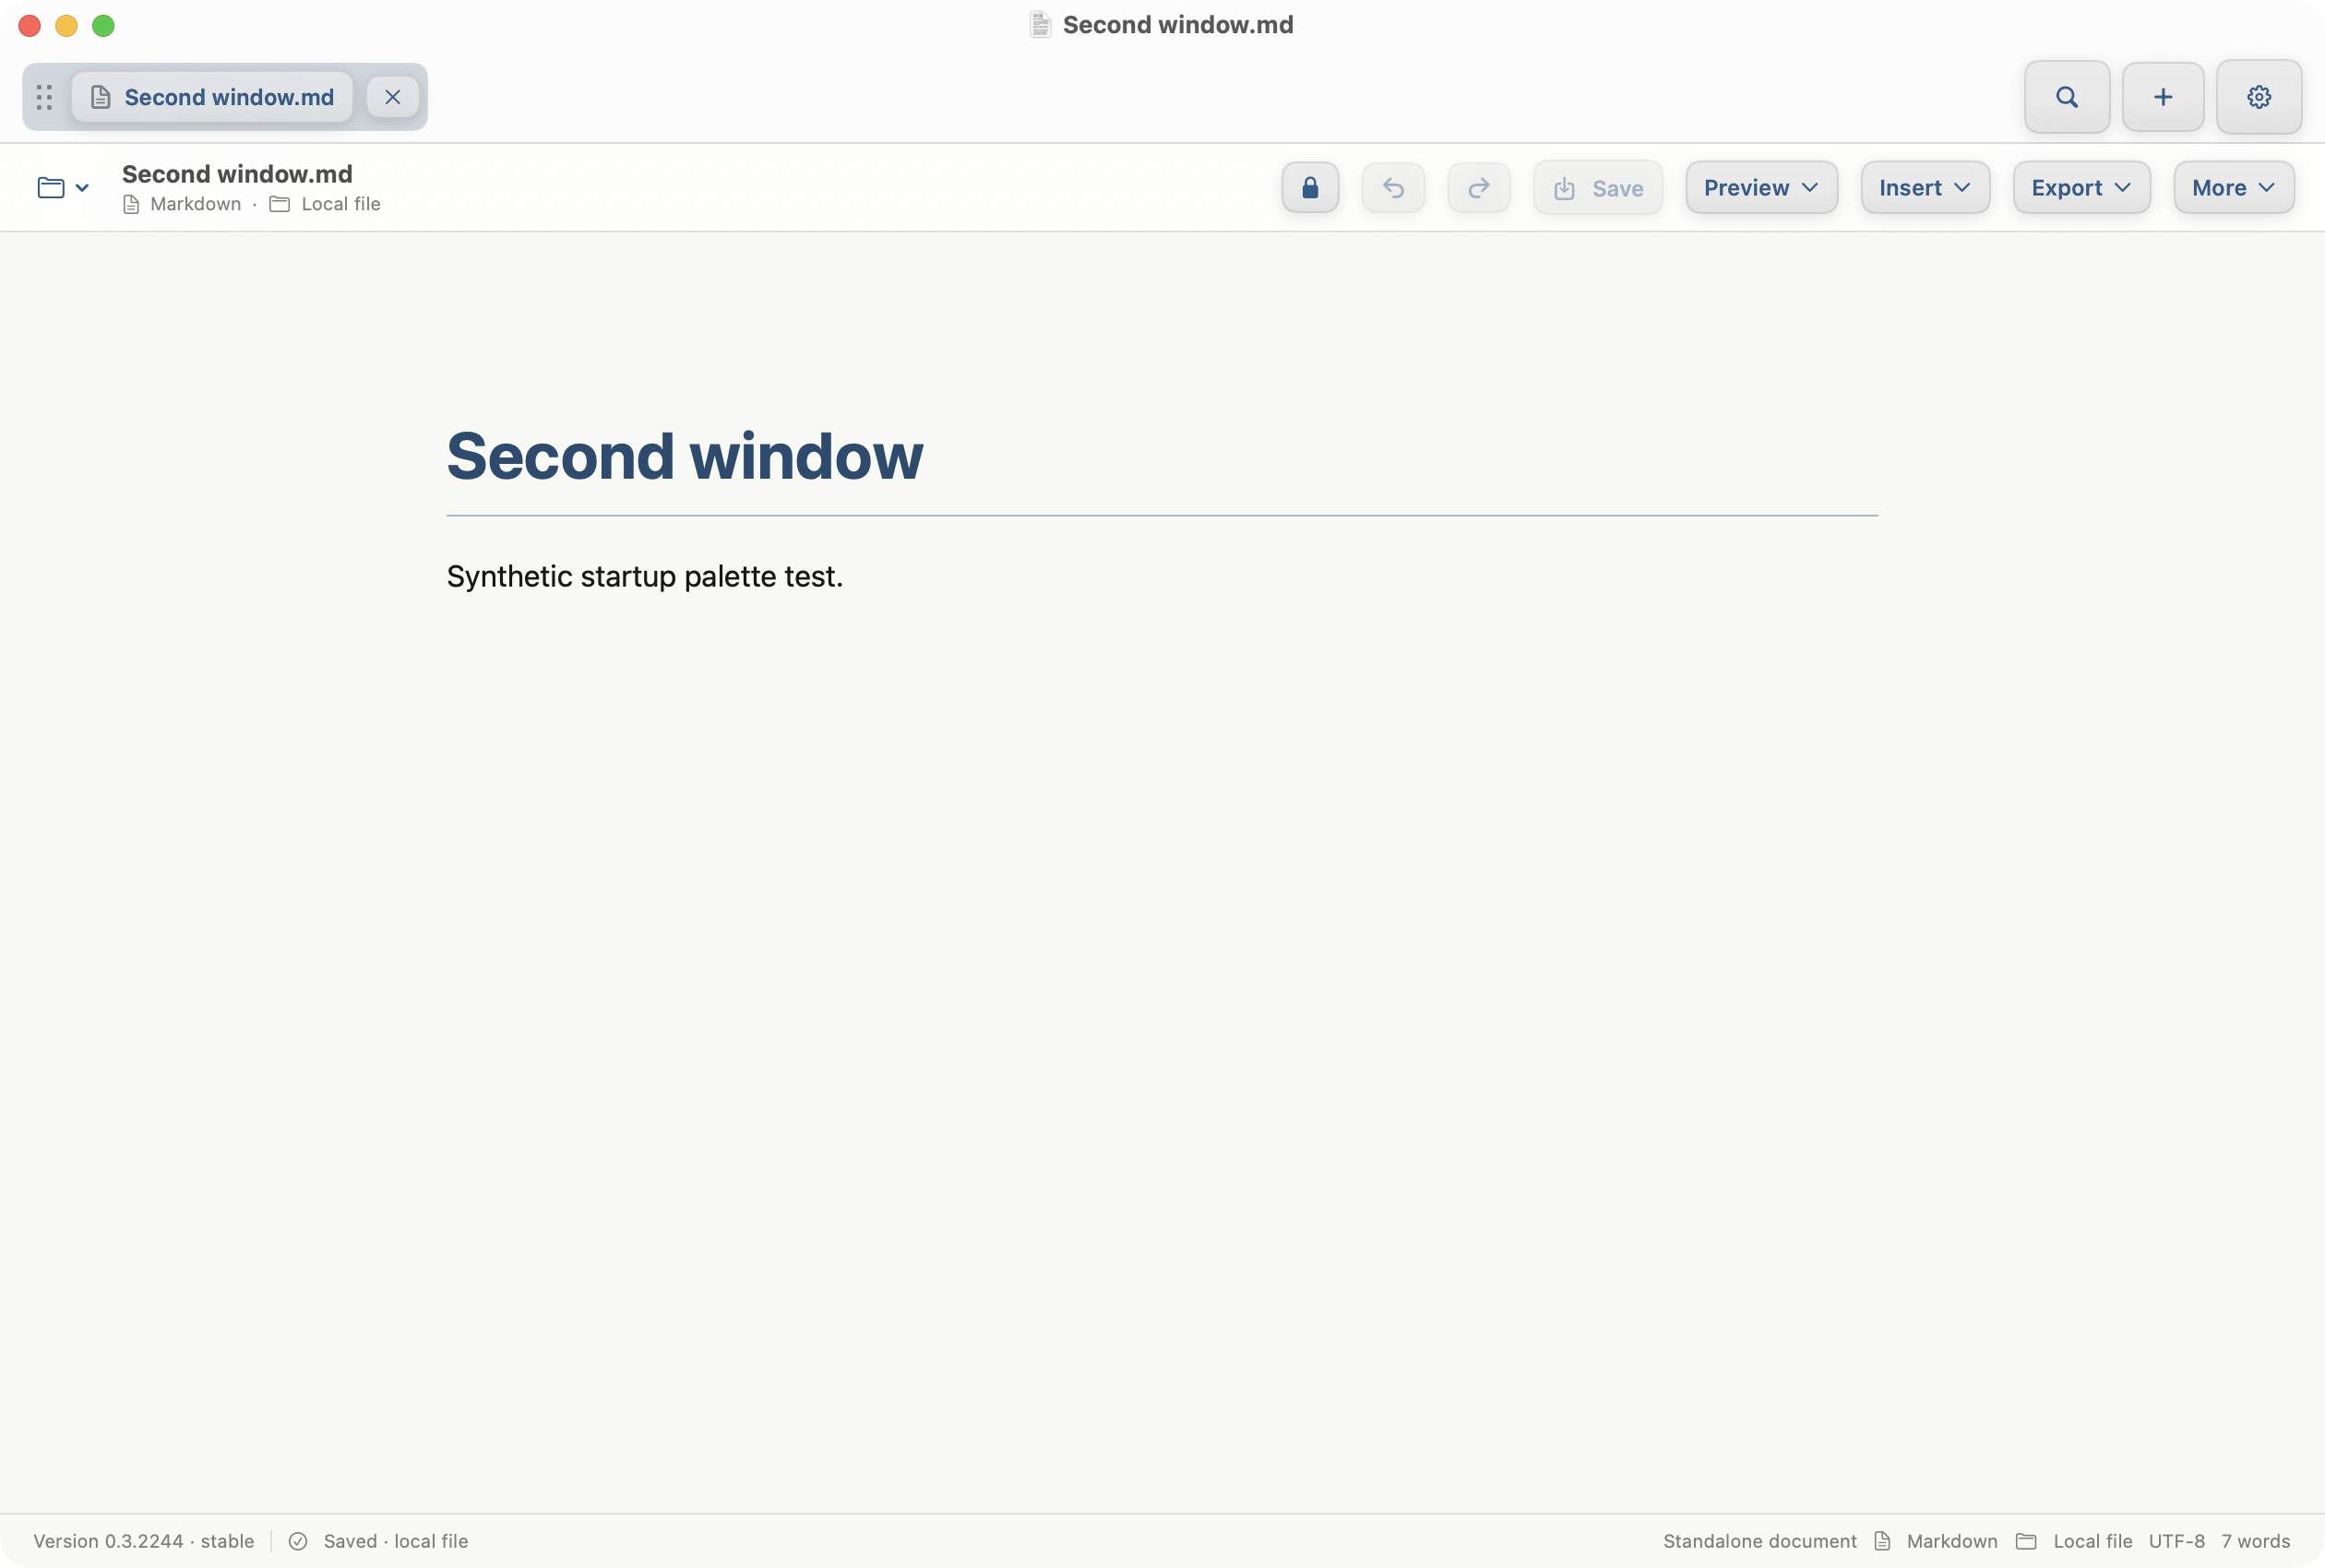 Second window.md
Second window.md
Second window.md
Markdown · Local file
Save
Preview
Insert
Export
More
Second window
Synthetic startup palette test.
Version 0.3.2244 · stable
Saved · local file
Standalone document
Markdown
Local file
UTF-8
7 words